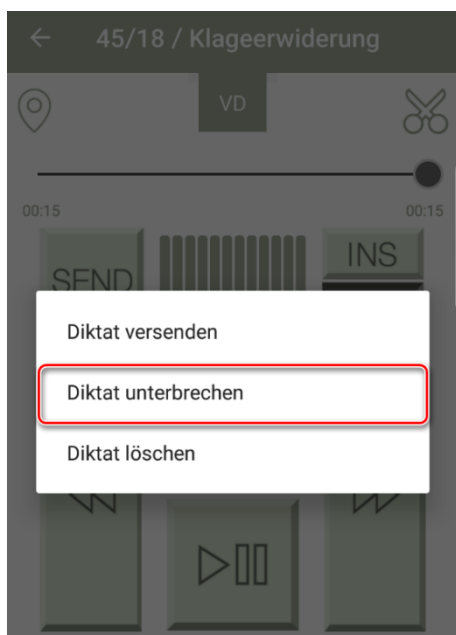 45/18 / Klageerwiderung
VD
00:15 00:15
SEND INS
Diktat versenden
Diktat unterbrechen
Diktat löschen